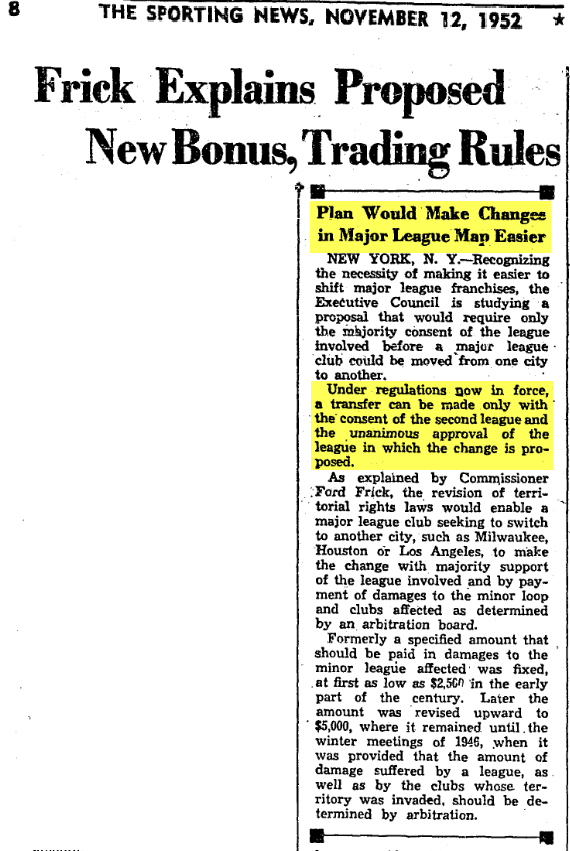 8 THE SPORTING NEWS, NOVEMBER 12, 1952 ★
Frick Explains Proposed
New Bonus, Trading Rules
Plan Would Make Changes
in Major League Map Easier
NEW YORK, N. Y.—Recognizing
the necessity of making it easier to
shift major league franchises, the
Executive Council is studying a
proposal that would require only
the majority consent of the league
involved before a major league
club could be moved from one city
to another.
Under regulations now in force,
a transfer can be made only with
the consent of the second league and
the unanimous approval of the
league in which the change is pro-
posed.
As explained by Commissioner
Ford Frick, the revision of terri-
torial rights laws would enable a
major league club seeking to switch
to another city, such as Milwaukee,
Houston or Los Angeles, to make
the change with majority support
of the league involved and by pay-
ment of damages to the minor loop
and clubs affected as determined
by an arbitration board.
Formerly a specified amount that
should be paid in damages to the
minor league affected was fixed,
at first as low as $2,500 in the early
part of the century. Later the
amount was revised upward to
$5,000, where it remained until the
winter meetings of 1946, when it
was provided that the amount of
damage suffered by a league, as
well as by the clubs whose ter-
ritory was invaded, should be de-
termined by arbitration.